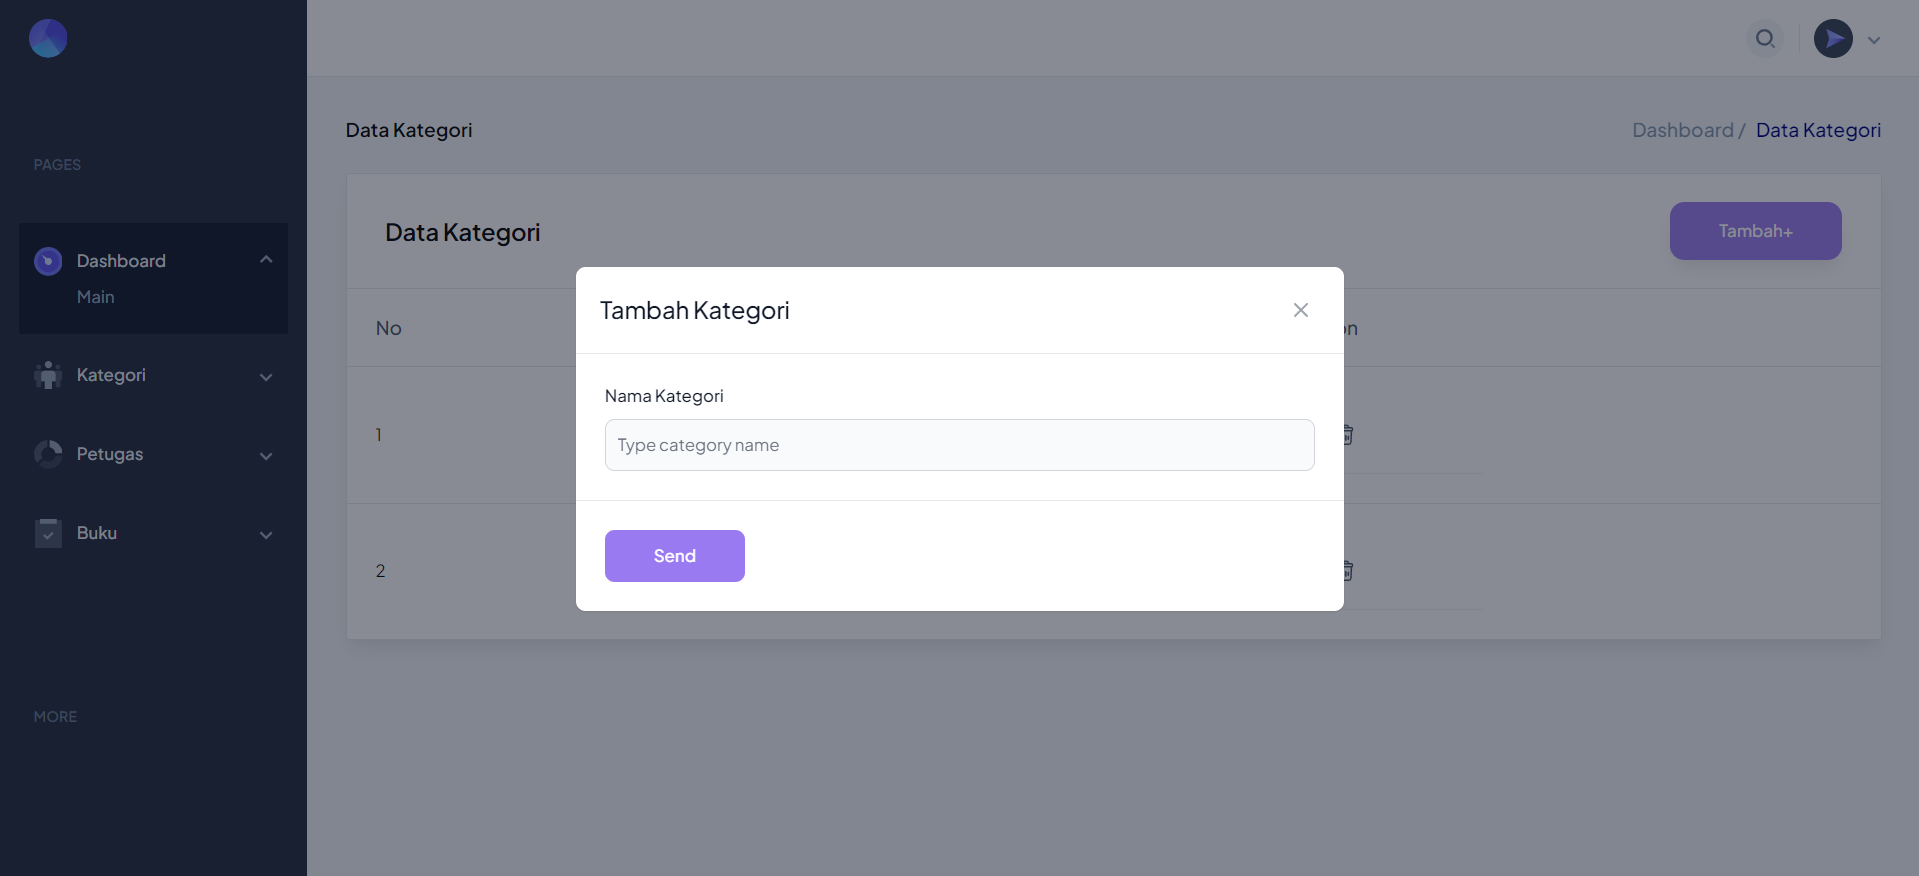 PAGES
Dashboard
Main
Kategori
Petugas
Buku
MORE
Data Kategori
Dashboard / Data Kategori
Data Kategori
Tambah+
No
1
2
Tambah Kategori
Nama Kategori
Type category name
Send